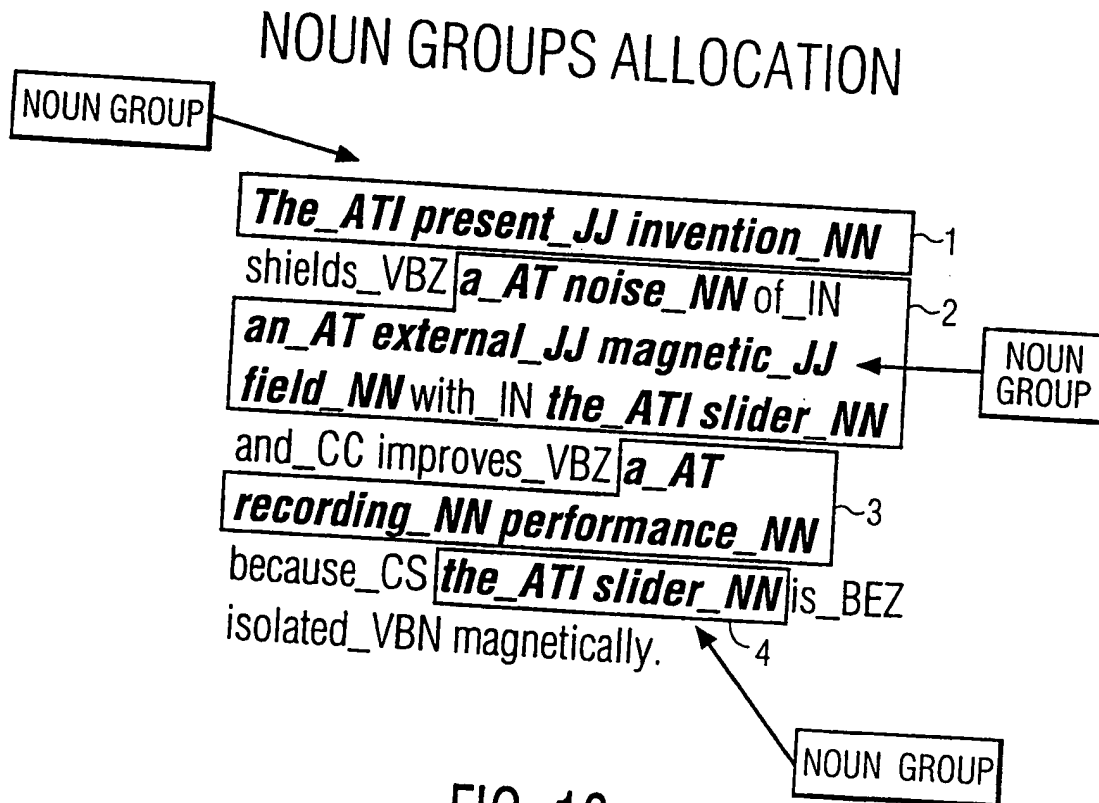 NOUN GROUPS ALLOCATION
NOUN GROUP
The_ATI present_JJ invention_NN
~1
shields_VBZ a_AT noise_NN of_IN
~2
an_AT external_JJ magnetic_JJ
NOUN
GROUP
field_NN with_IN the_ATI slider_NN
and_CC improves_VBZ a_AT
~3
recording_NN performance_NN
because_CS the_ATI slider_NN is_BEZ
4
isolated_VBN magnetically.
NOUN GROUP